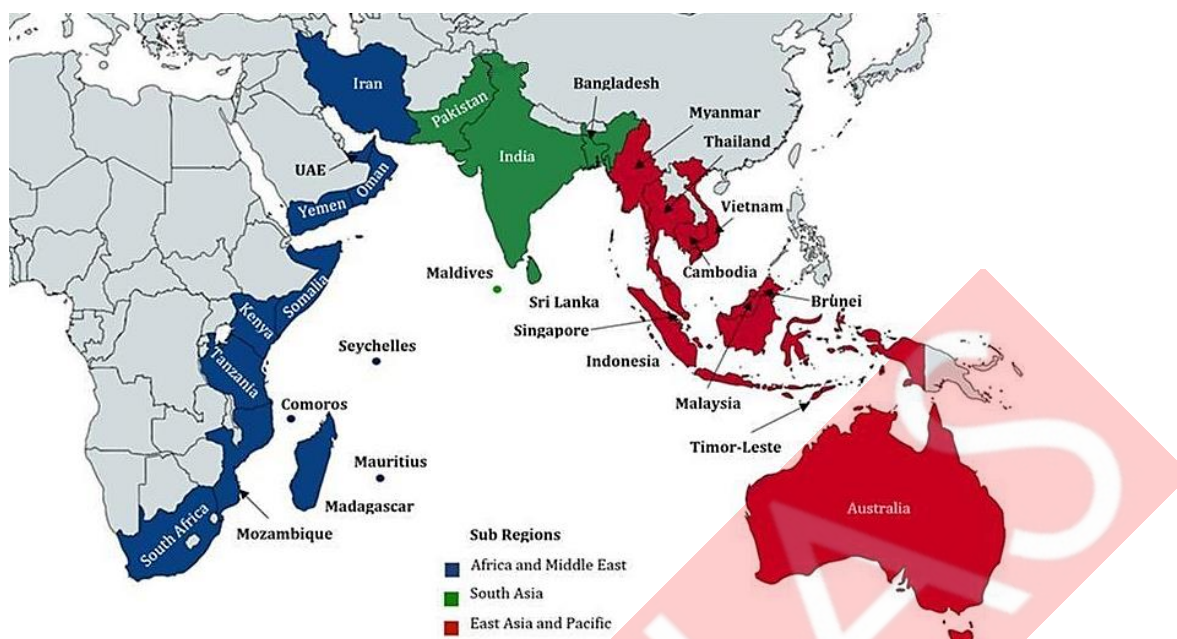 Iran
Pakistan
Bangladesh
Myanmar
Thailand
UAE
Oman
India
Yemen
Vietnam
Cambodia
Maldives
Somalia
Sri Lanka
Brunei
Kenya
Singapore
Seychelles
Indonesia
Tanzania
Malaysia
Comoros
Timor-Leste
Mauritius
Madagascar
Australia
South Africa
Mozambique
Sub Regions
Africa and Middle East
South Asia
East Asia and Pacific
AS